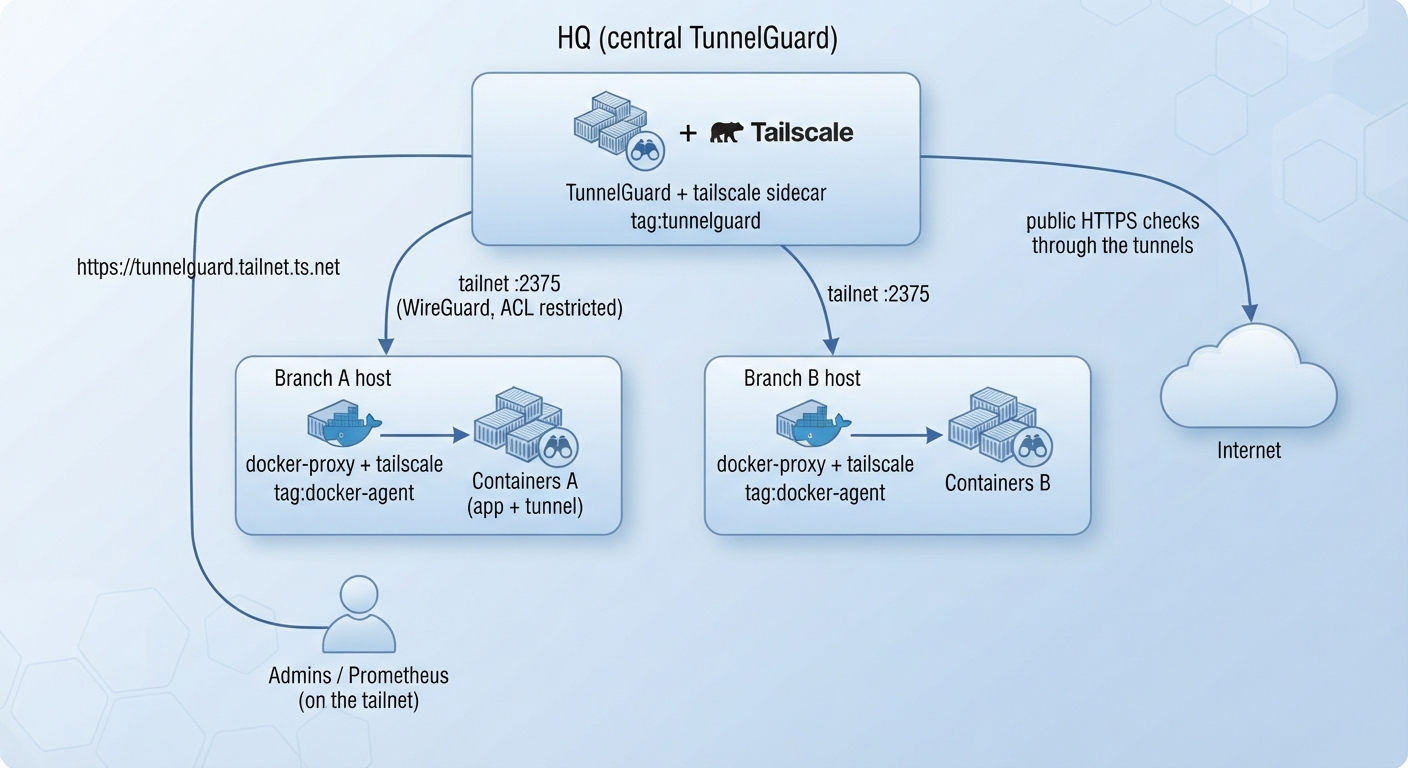 HQ (central TunnelGuard)
+ Tailscale
TunnelGuard + tailscale sidecar
tag:tunnelguard
public HTTPS checks
through the tunnels
https://tunnelguard.tailnet.ts.net
tailnet :2375
(WireGuard, ACL restricted)
tailnet :2375
Branch A host
docker-proxy + tailscale
tag:docker-agent
Containers A
(app + tunnel)
Branch B host
docker-proxy + tailscale
tag:docker-agent
Containers B
Internet
Admins / Prometheus
(on the tailnet)